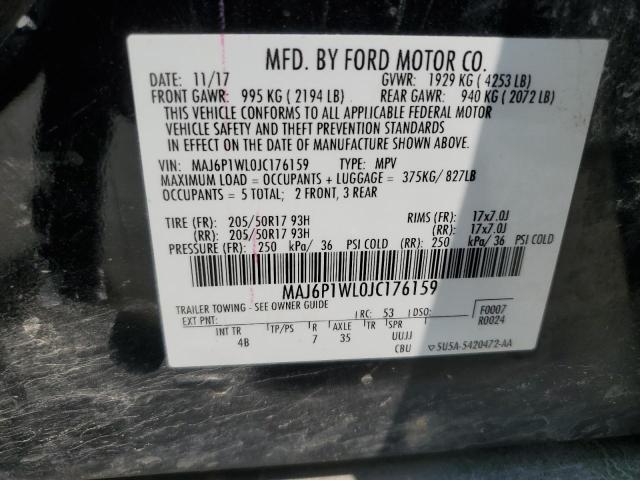 MFD. BY FORD MOTOR CO.
DATE: 11/17 GVWR: 1929 KG ( 4253 LB)
FRONT GAWR: 995 KG ( 2194 LB) REAR GAWR: 940 KG ( 2072 LB)
THIS VEHICLE CONFORMS TO ALL APPLICABLE FEDERAL MOTOR
VEHICLE SAFETY AND THEFT PREVENTION STANDARDS
IN EFFECT ON THE DATE OF MANUFACTURE SHOWN ABOVE.
VIN: MAJ6P1WL0JC176159 TYPE: MPV
MAXIMUM LOAD = OCCUPANTS + LUGGAGE = 375KG/ 827LB
OCCUPANTS = 5 TOTAL; 2 FRONT, 3 REAR
TIRE (FR): 205/50R17 93H RIMS (FR): 17x7.0J
(RR): 205/50R17 93H (RR): 17x7.0J
PRESSURE (FR): 250 kPa/ 36 PSI COLD (RR): 250 kPa/ 36 PSI COLD
MAJ6P1WL0JC176159
TRAILER TOWING - SEE OWNER GUIDE
EXT PNT: RC: 53 DSO: F0007
R0024
INT TR TP/PS R AXLE TR SPR
4B 7 35 UUJJ
CBU 5U5A-5420472-AA